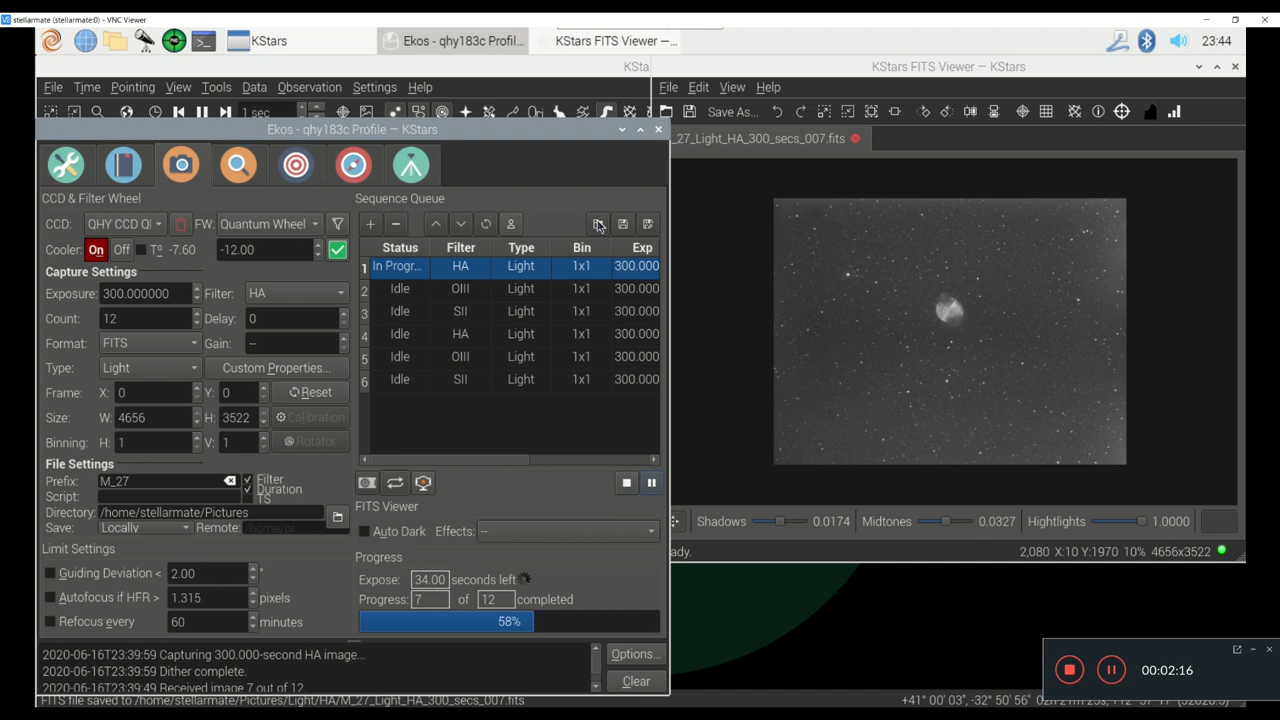 stellarmate (stellarmate:0) - VNC Viewer
KStars
Ekos - qhy183c Profil...
KStars FITS Viewer —...
23:44
KSta
KStars FITS Viewer — KStars
File Time Pointing View Tools Data Observation Settings Help
File Edit View Help
1 sec
Save As...
Ekos - qhy183c Profile — KStars
_27_Light_HA_300_secs_007.fits
CCD & Filter Wheel
Sequence Queue
CCD: QHY CCD Q FW: Quantum Wheel
Cooler: On Off Tº -7.60 -12.00
Status Filter Type Bin Exp
Capture Settings
1 In Progr... HA Light 1x1 300.000
2 Idle OIII Light 1x1 300.000
3 Idle SII Light 1x1 300.000
4 Idle HA Light 1x1 300.000
5 Idle OIII Light 1x1 300.000
6 Idle SII Light 1x1 300.000
Exposure: 300.000000 Filter: HA
Count: 12 Delay: 0
Format: FITS Gain: --
Type: Light Custom Properties...
Frame: X: 0 Y: 0 Reset
Size: W: 4656 H: 3522 Calibration
Binning: H: 1 V: 1 Rotator
File Settings
Prefix: M_27 Filter
Duration
Script: TS
Directory: /home/stellarmate/Pictures
Save: Locally Remote: /home/pi
Limit Settings
Guiding Deviation < 2.00 "
Autofocus if HFR > 1.315 pixels
Refocus every 60 minutes
FITS Viewer
Auto Dark Effects: --
Progress
Expose: 34.00 seconds left
Progress: 7 of 12 completed
58%
Shadows 0.0174 Midtones 0.0327 Hightlights 1.0000
ady. 2,080 X:10 Y:1970 10% 4656x3522
2020-06-16T23:39:59 Capturing 300.000-second HA image...
2020-06-16T23:39:59 Dither complete.
2020-06-16T23:39:49 Received image 7 out of 12.
Options...
Clear
FITS file saved to /home/stellarmate/Pictures/Light/HA/M_27_Light_HA_300_secs_007.fits
+41° 00' 03", -32° 50' 56"
00:02:16